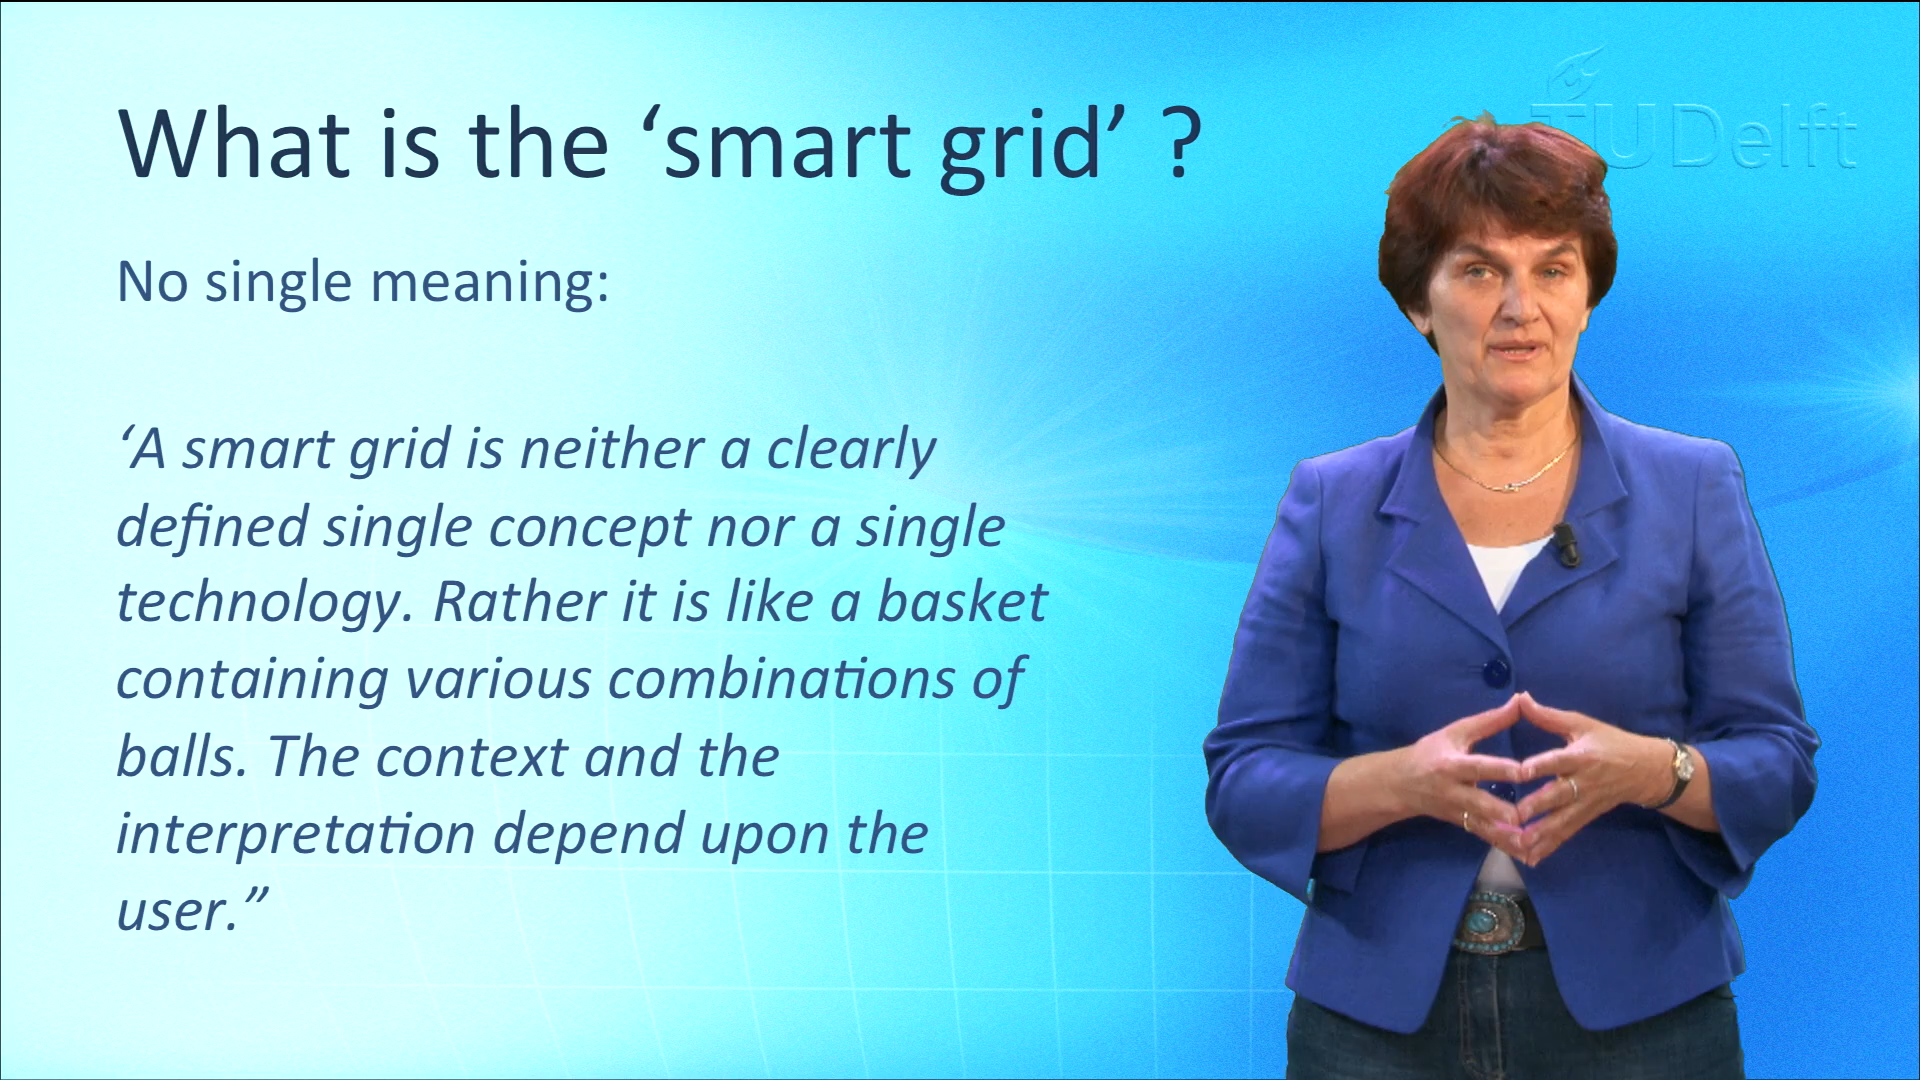 TUDelft
What is the ‘smart grid’ ?
No single meaning:
‘A smart grid is neither a clearly
defined single concept nor a single
technology. Rather it is like a basket
containing various combinations of
balls. The context and the
interpretation depend upon the
user.”